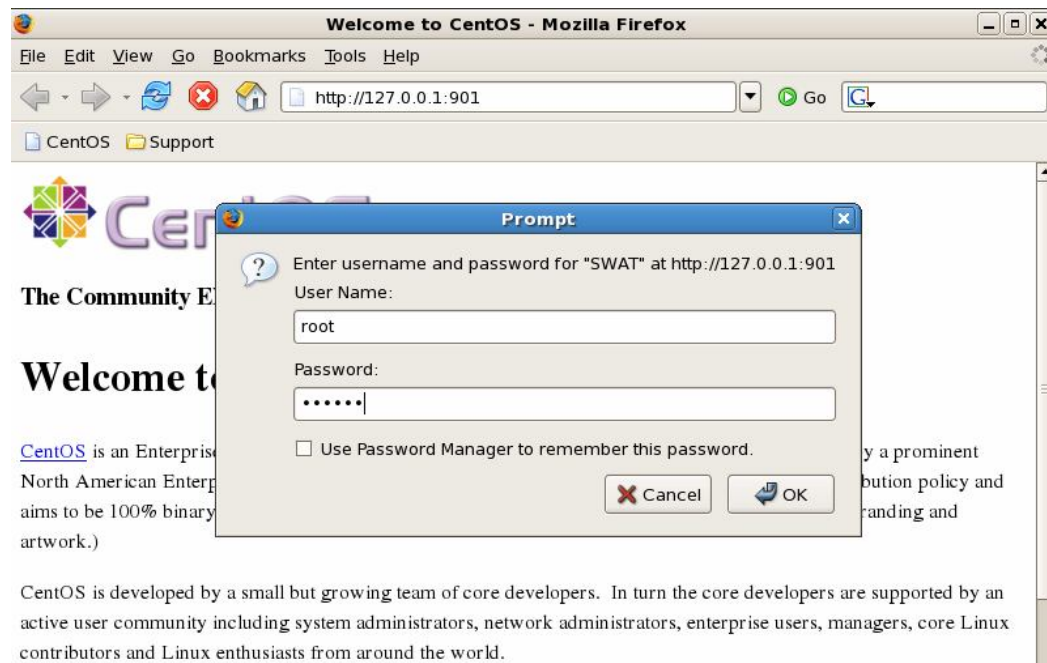 Welcome to CentOS - Mozilla Firefox
File Edit View Go Bookmarks Tools Help
http://127.0.0.1:901 Go G
CentOS Support
Cen
Prompt
Enter username and password for "SWAT" at http://127.0.0.1:901
User Name:
The Community
root
Password:
Welcome
••••••
Use Password Manager to remember this password.
CentOS is an y a prominent
North American bution policy and
Cancel OK
aims to be 100% binary randing and
artwork.)
CentOS is developed by a small but growing team of core developers. In turn the core developers are supported by an
active user community including system administrators, network administrators, enterprise users, managers, core Linux
contributors and Linux enthusiasts from around the world.